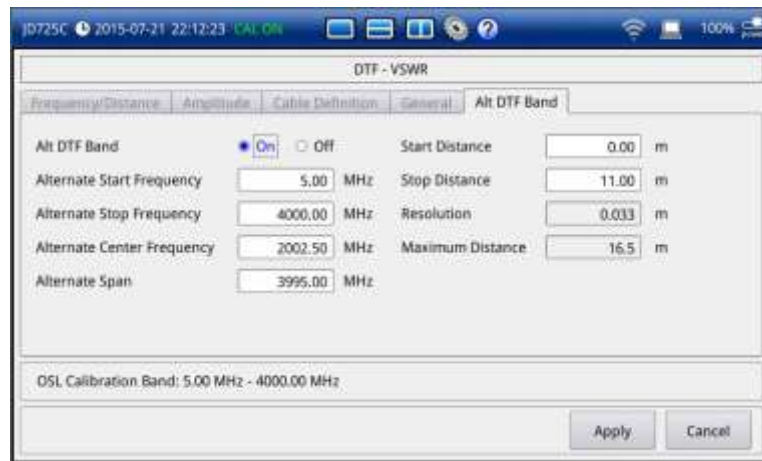 JD725C 2015-07-21 22:12:23 CAL ON 100%
DTF - VSWR
Frequency/Distance Amplitude Cable Definition General Alt DTF Band
Alt DTF Band On Off Start Distance 0.00 m
Alternate Start Frequency 5.00 MHz Stop Distance 11.00 m
Alternate Stop Frequency 4000.00 MHz Resolution 0.033 m
Alternate Center Frequency 2002.50 MHz Maximum Distance 16.5 m
Alternate Span 3995.00 MHz
OSL Calibration Band: 5.00 MHz - 4000.00 MHz
Apply Cancel